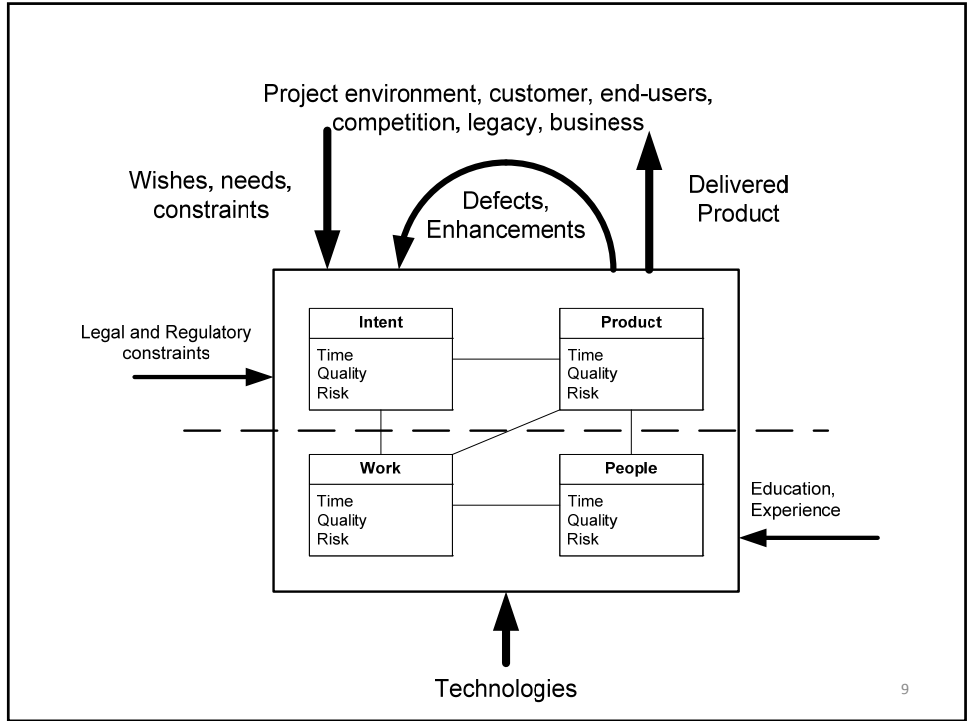 Project environment, customer, end-users,
competition, legacy, business
Wishes, needs,
constraints
Defects,
Enhancements
Delivered
Product
Legal and Regulatory
constraints
Intent
Time
Quality
Risk
Product
Time
Quality
Risk
Work
Time
Quality
Risk
People
Time
Quality
Risk
Education,
Experience
Technologies
9